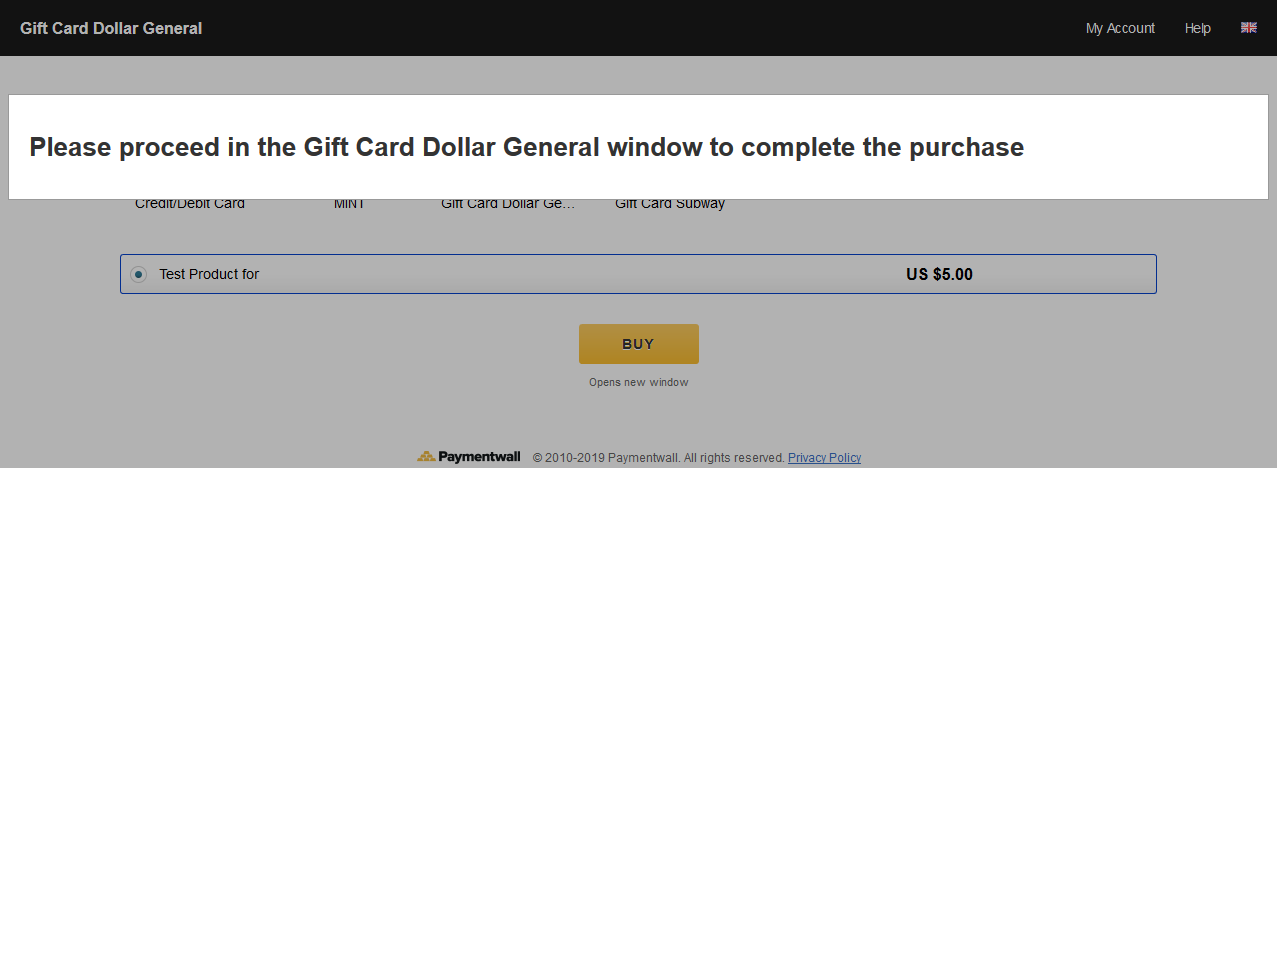 Gift Card Dollar General
My Account
Help
Please proceed in the Gift Card Dollar General window to complete the purchase
Credit/Debit Card
MINT
Gift Card Dollar Ge...
Gift Card Subway
Test Product for
US $5.00
BUY
Opens new window
Paymentwall
© 2010-2019 Paymentwall. All rights reserved. Privacy Policy